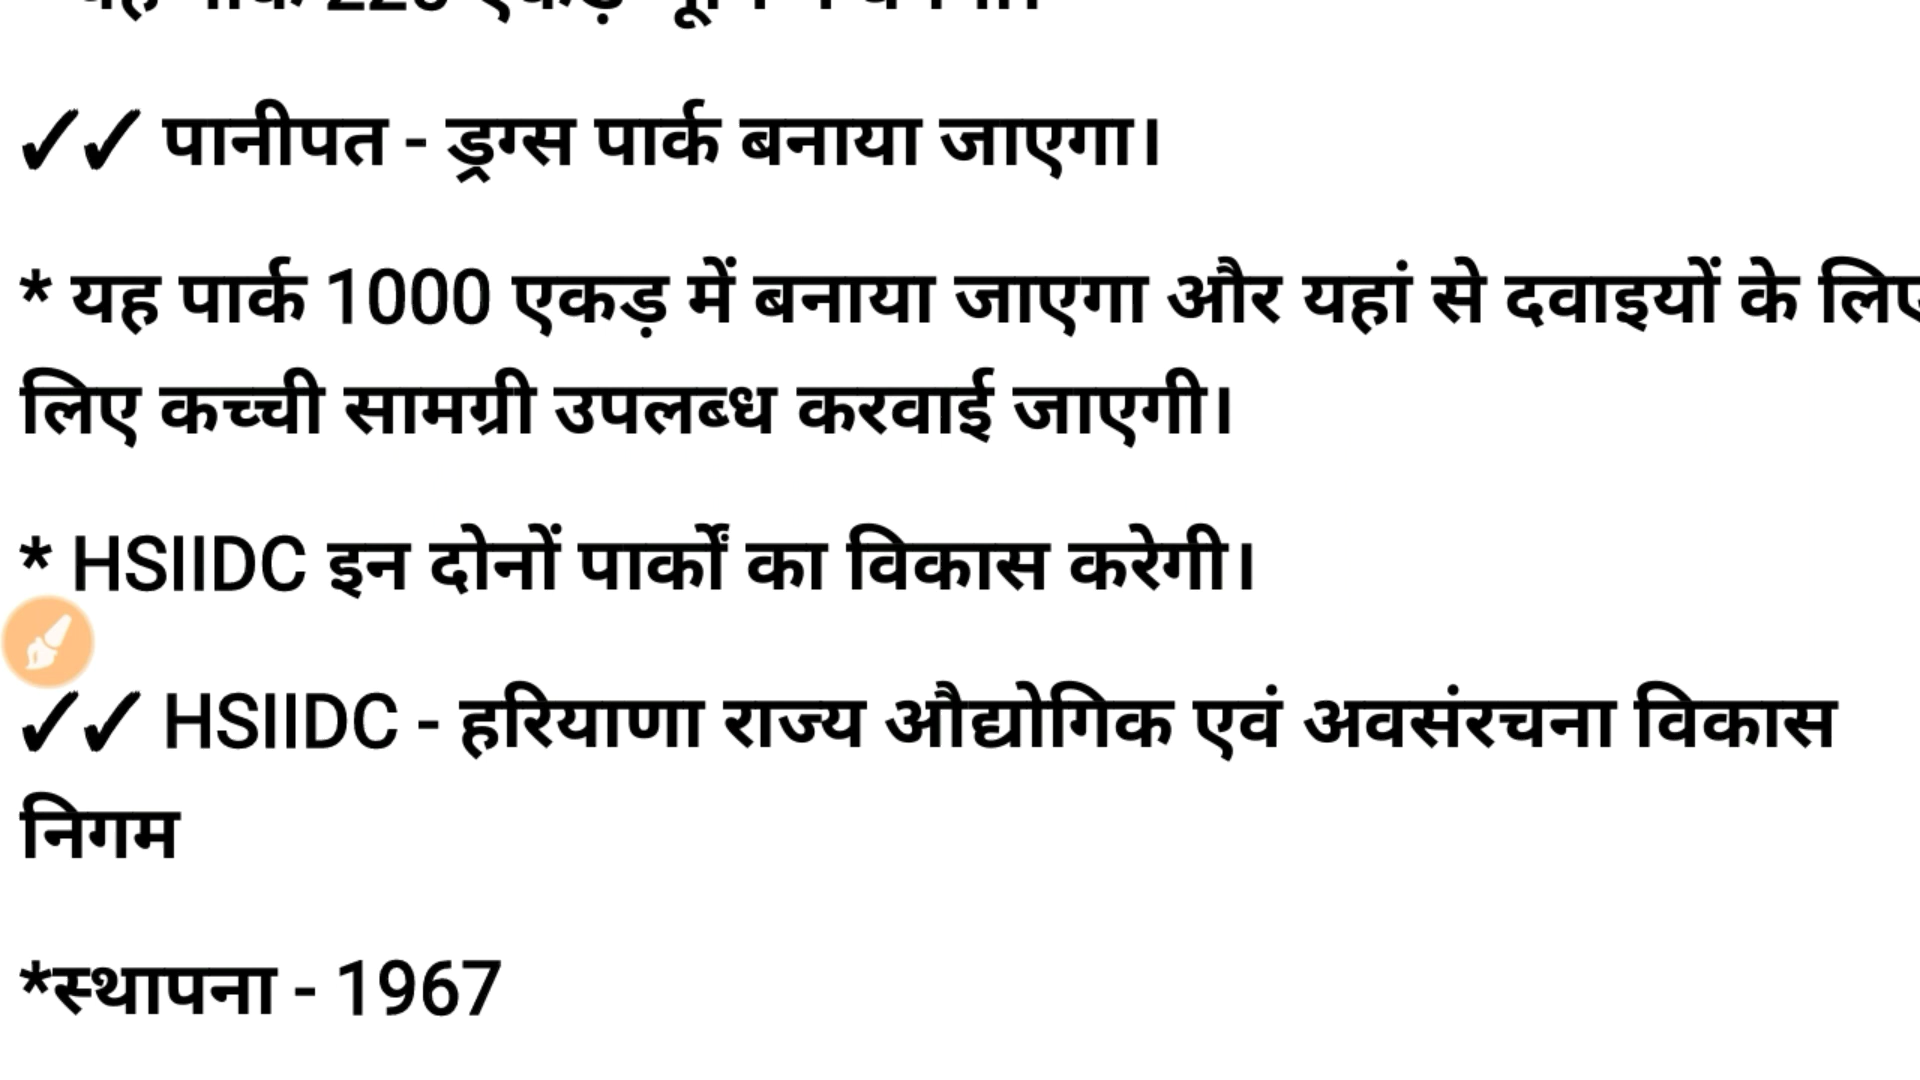 ✓✓ पानीपत - ड्रग्स पार्क बनाया जाएगा।
* यह पार्क 1000 एकड़ में बनाया जाएगा और यहां से दवाइयों के लिए
लिए कच्ची सामग्री उपलब्ध करवाई जाएगी।
* HSIIDC इन दोनों पार्कों का विकास करेगी।
✓✓ HSIIDC - हरियाणा राज्य औद्योगिक एवं अवसंरचना विकास
निगम
*स्थापना - 1967